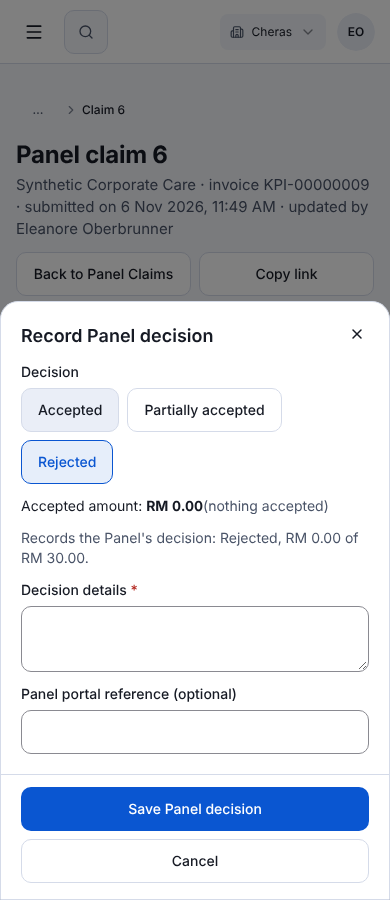 Cheras
EO
...
Claim 6
Panel claim 6
Synthetic Corporate Care · invoice KPI-00000009
· submitted on 6 Nov 2026, 11:49 AM · updated by
Eleanore Oberbrunner
Back to Panel Claims
Copy link
Record Panel decision
Decision
Accepted
Partially accepted
Rejected
Accepted amount: RM 0.00(nothing accepted)
Records the Panel's decision: Rejected, RM 0.00 of
RM 30.00.
Decision details *
Panel portal reference (optional)
Save Panel decision
Cancel